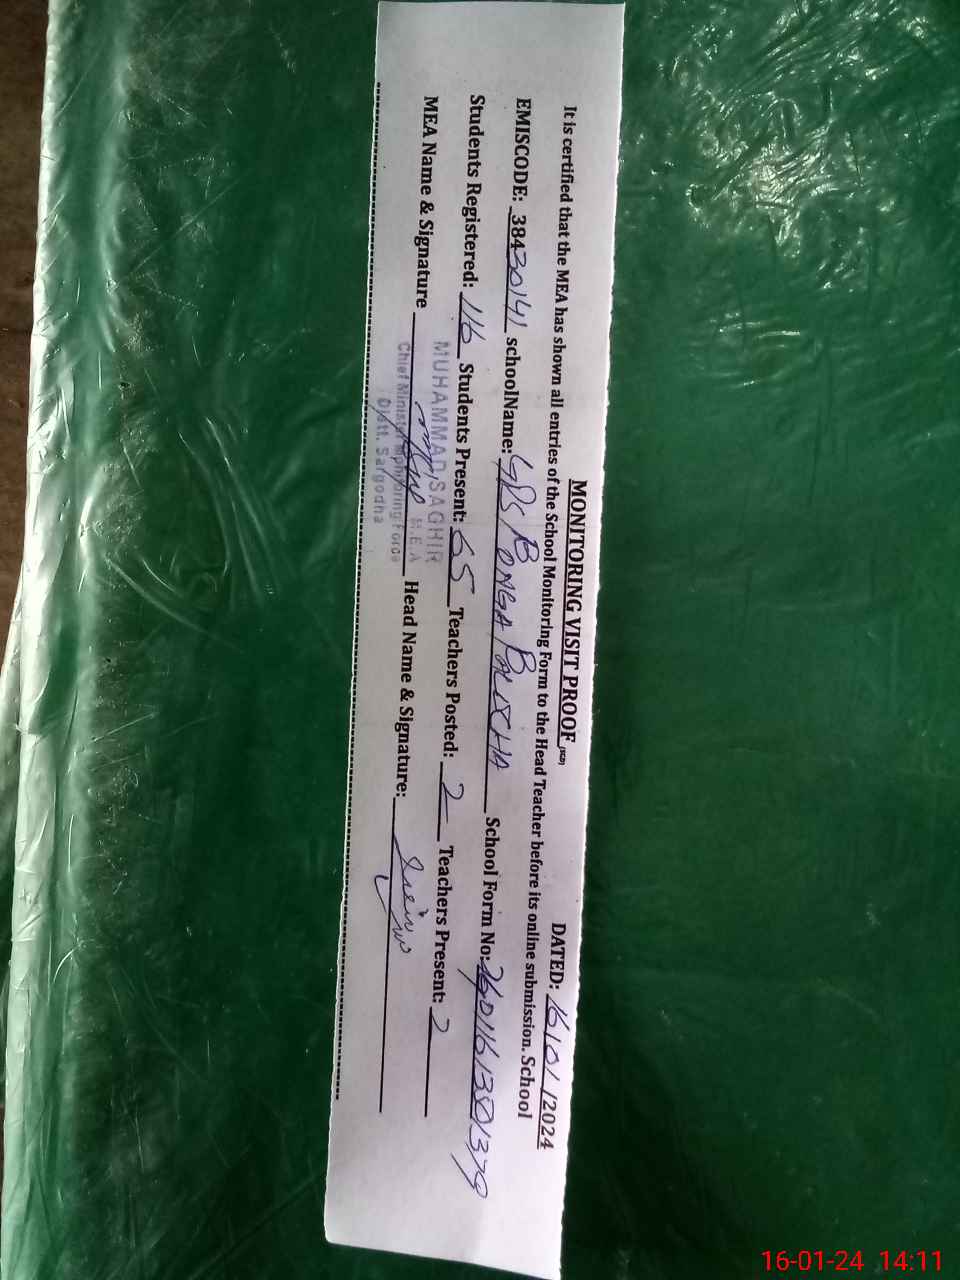 MONITORING VISIT PROOF
DATED: 16/01/2024
It is certified that the MEA has shown all entries of the School Monitoring Form to the Head Teacher before its online submission. School
EMISCODE: 38430141 schoolName: GPS/BONGA BALICHA School Form No:
Students Registered: 116 Students Present: 65 Teachers Posted: 2 Teachers Present: 2
MEA Name & Signature Head Name & Signature:
MUHAMMAD SAGHIR
M.E.A
Chief Minister Monitoring Force
Distt. Sargodha
16-01-24 14:11